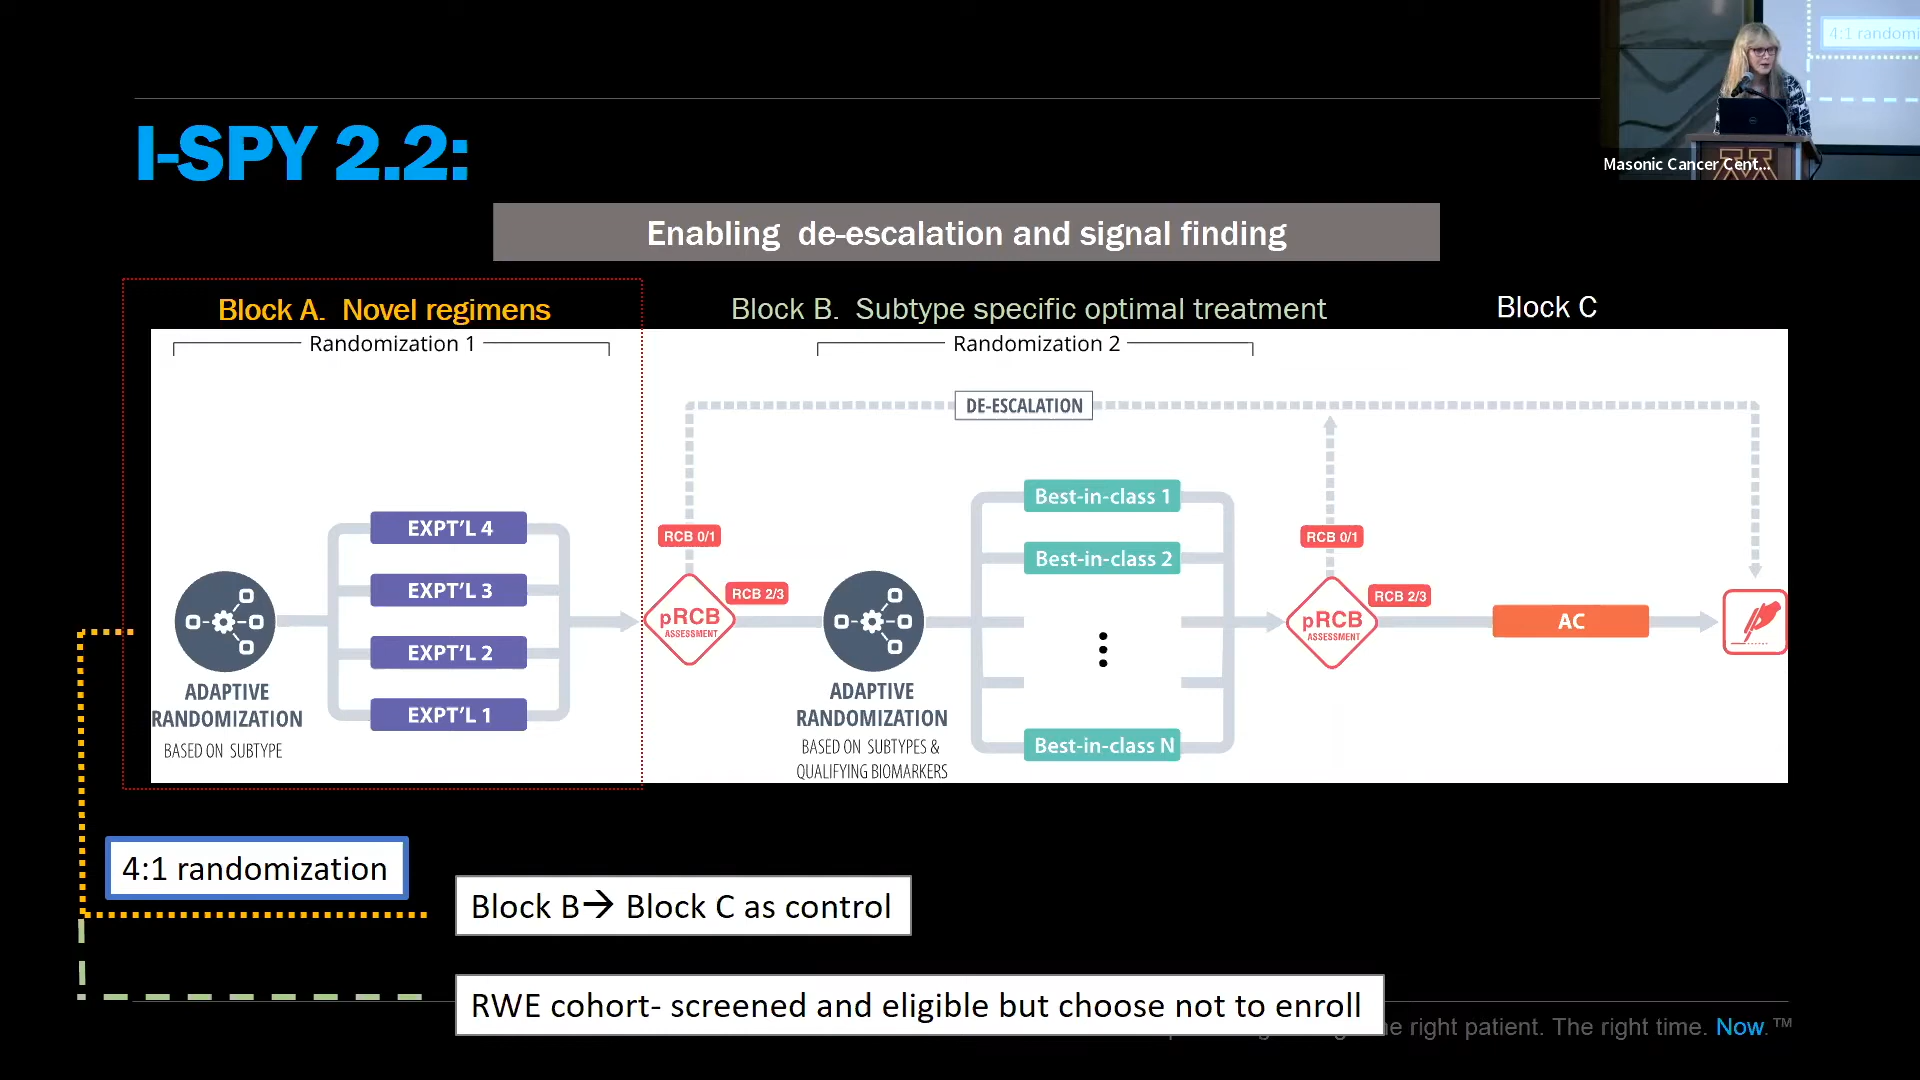 4:1 randomi
Masonic Cancer Cent...
I-SPY 2.2:
Enabling de-escalation and signal finding
Block A. Novel regimens
Block B. Subtype specific optimal treatment
Block C
Randomization 1
Randomization 2
DE-ESCALATION
EXPT'L 4
EXPT'L 3
EXPT'L 2
EXPT'L 1
ADAPTIVE
RANDOMIZATION
BASED ON SUBTYPE
RCB 0/1
RCB 2/3
pRCB
ASSESSMENT
ADAPTIVE
RANDOMIZATION
BASED ON SUBTYPES &
QUALIFYING BIOMARKERS
Best-in-class 1
Best-in-class 2
Best-in-class N
RCB 0/1
RCB 2/3
pRCB
ASSESSMENT
AC
4:1 randomization
Block B→ Block C as control
RWE cohort- screened and eligible but choose not to enroll
right patient. The right time. Now.™